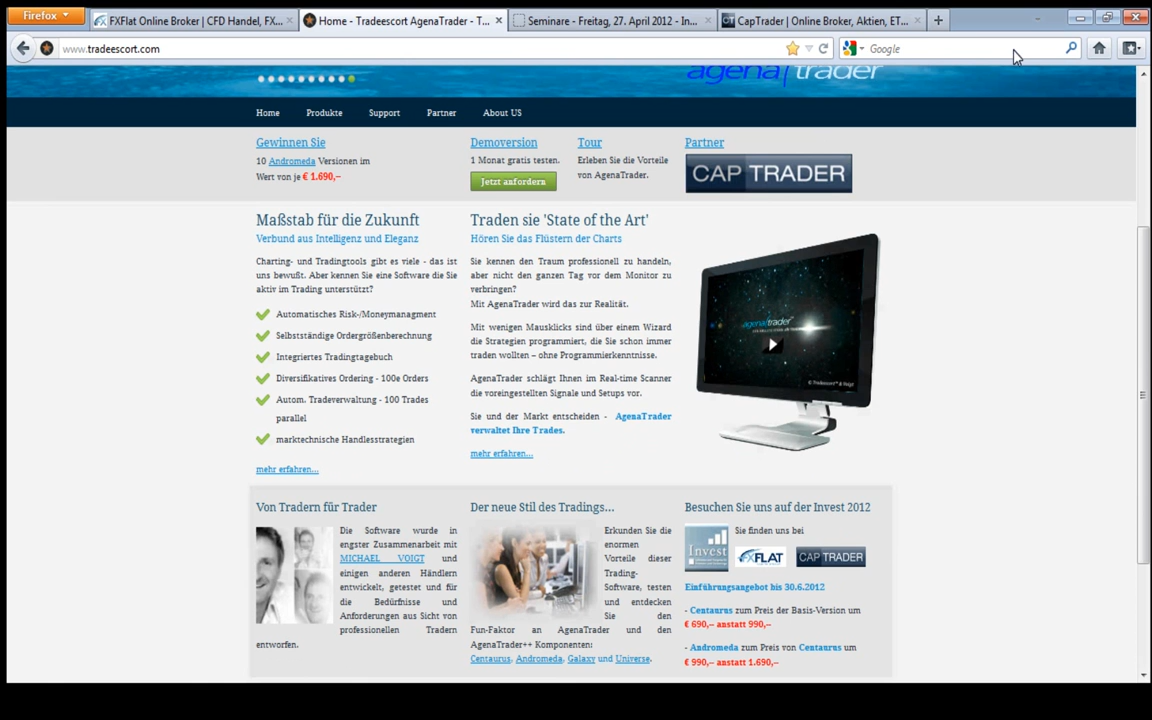 Firefox
FXFlat Online Broker | CFD Handel, FX...
Home - Tradeescort AgenaTrader - T...
Seminare - Freitag, 27. April 2012 - In...
CapTrader | Online Broker, Aktien, ET...
www.tradeescort.com
Google
agena/trader
Home
Produkte
Support
Partner
About US
Gewinnen Sie
10 Andromeda Versionen im
Wert von je € 1.690,--
Demoversion
1 Monat gratis testen.
Jetzt anfordern
Tour
Erleben Sie die Vorteile
von AgenaTrader.
Partner
CAP TRADER
Maßstab für die Zukunft
Verbund aus Intelligenz und Eleganz
Charting- und Tradingtools gibt es viele - das ist
uns bewußt. Aber kennen Sie eine Software die Sie
aktiv im Trading unterstützt?
Automatisches Risk-/Moneymanagment
Selbstständige Ordergrößenberechnung
Integriertes Tradingtagebuch
Diversifikatives Ordering - 100e Orders
Autom. Tradeverwaltung - 100 Trades
parallel
marktechnische Handlesstrategien
mehr erfahren...
Traden sie 'State of the Art'
Hören Sie das Flüstern der Charts
Sie kennen den Traum professionell zu handeln,
aber nicht den ganzen Tag vor dem Monitor zu
verbringen?
Mit AgenaTrader wird das zur Realität.
Mit wenigen Mausklicks sind über einem Wizard
die Strategien programmiert, die Sie schon immer
traden wollten – ohne Programmierkenntnisse.
AgenaTrader schlägt Ihnen im Real-time Scanner
die voreingestellten Signale und Setups vor.
Sie und der Markt entscheiden - AgenaTrader
verwaltet Ihre Trades.
mehr erfahren...
agena/trader
© Tradeescort™ & Voigt
Von Tradern für Trader
Die Software wurde in
engster Zusammenarbeit mit
MICHAEL VOIGT und
einigen anderen Händlern
entwickelt, getestet und für
die Bedürfnisse und
Anforderungen aus Sicht von
professionellen Tradern
entworfen.
Der neue Stil des Tradings...
Erkunden Sie die
enormen
Vorteile dieser
Trading-
Software, testen
und entdecken
Sie den
Fun-Faktor an AgenaTrader und den
AgenaTrader++ Komponenten:
Centaurus, Andromeda, Galaxy und Universe.
Besuchen Sie uns auf der Invest 2012
Sie finden uns bei
Invest
FXFLAT
CAP TRADER
Einführungsangebot bis 30.6.2012
- Centaurus zum Preis der Basis-Version um
€ 690,-- anstatt 990,--
- Andromeda zum Preis von Centaurus um
€ 990,-- anstatt 1.690,--